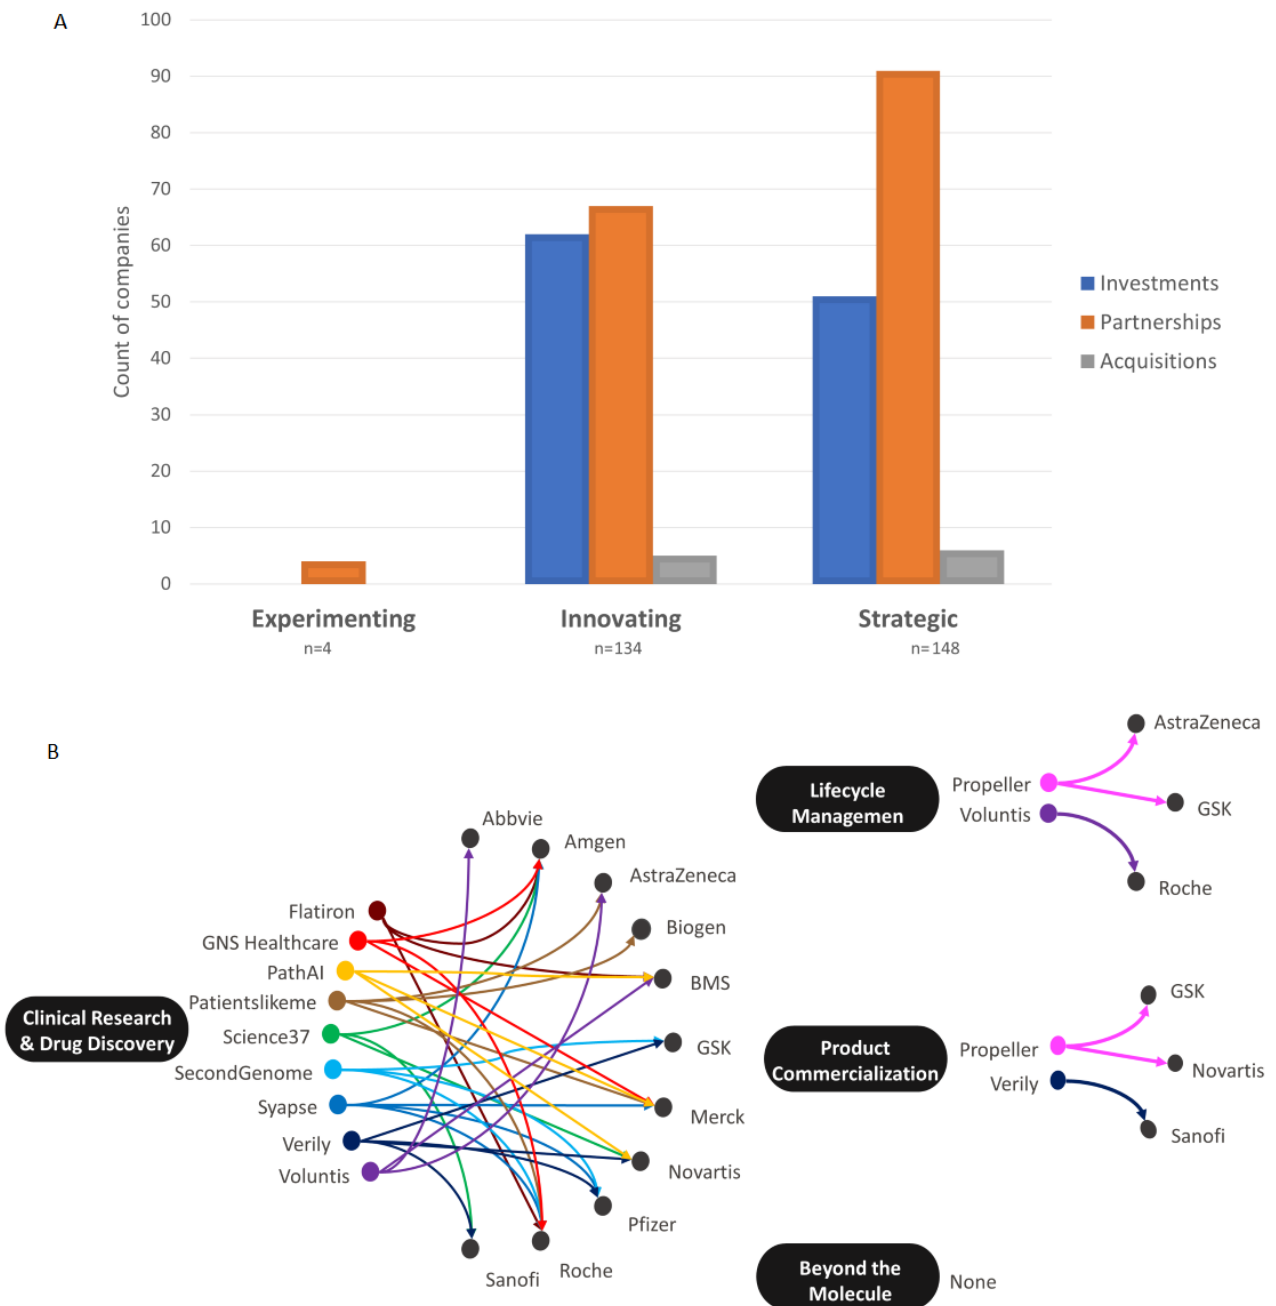 A
100
90
80
70
60
50
40
30
20
10
0
Count of companies
Experimenting
n=4
Innovating
n=134
Strategic
n=148
Investments
Partnerships
Acquisitions
B
Clinical Research
& Drug Discovery
Flatiron
GNS Healthcare
PathAI
Patientslikeme
Science37
SecondGenome
Syapse
Verily
Voluntis
Abbvie
Amgen
AstraZeneca
Biogen
BMS
GSK
Merck
Novartis
Pfizer
Roche
Sanofi
Lifecycle
Managemen
Propeller
Voluntis
AstraZeneca
GSK
Roche
Product
Commercialization
Propeller
Verily
GSK
Novartis
Sanofi
Beyond the
Molecule
None